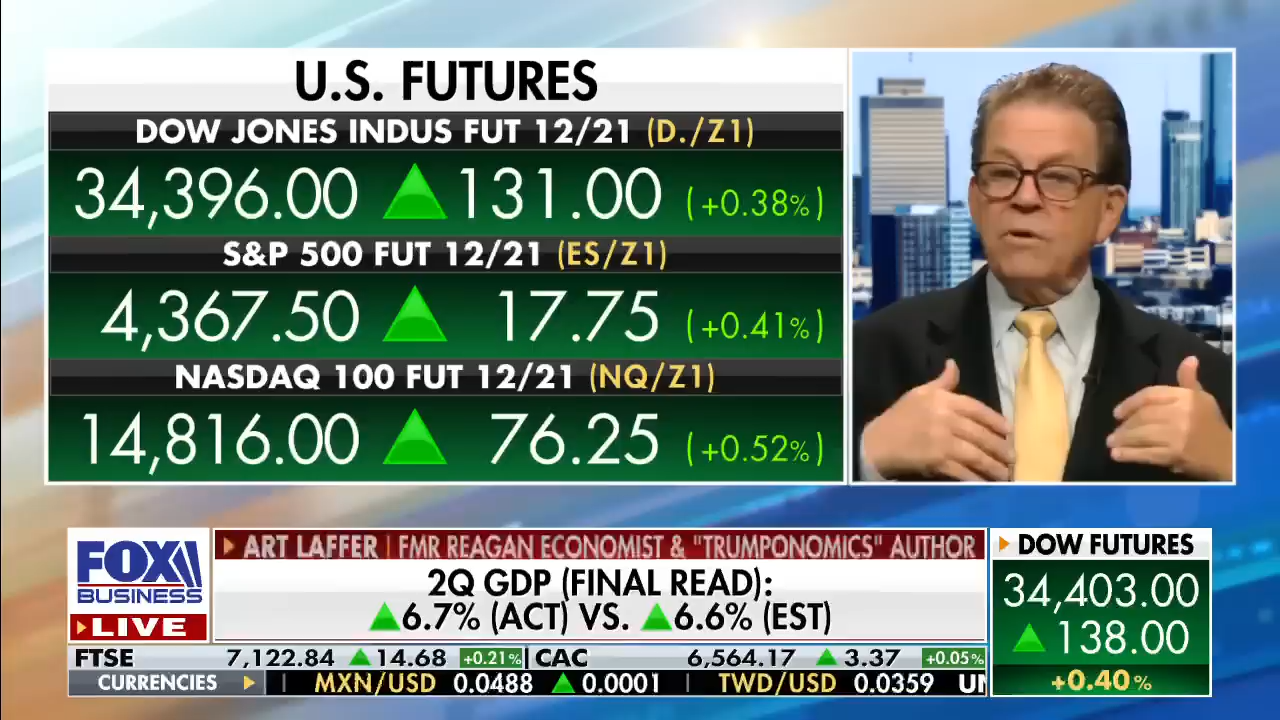 U.S. FUTURES
DOW JONES INDUS FUT 12/21 (D./Z1)
34,396.00 ▲ 131.00 (+0.38%)
S&P 500 FUT 12/21 (ES/Z1)
4,367.50 ▲ 17.75 (+0.41%)
NASDAQ 100 FUT 12/21 (NQ/Z1)
14,816.00 ▲ 76.25 (+0.52%)
FOX
BUSINESS
LIVE
ART LAFFER | FMR REAGAN ECONOMIST & "TRUMPONOMICS" AUTHOR
2Q GDP (FINAL READ):
▲6.7% (ACT) VS. ▲6.6% (EST)
DOW FUTURES
34,403.00
▲ 138.00
+0.40%
FTSE 7,122.84 ▲ 14.68 +0.21% CAC 6,564.17 ▲ 3.37 +0.05%
CURRENCIES MXN/USD 0.0488 ▲ 0.0001 TWD/USD 0.0359